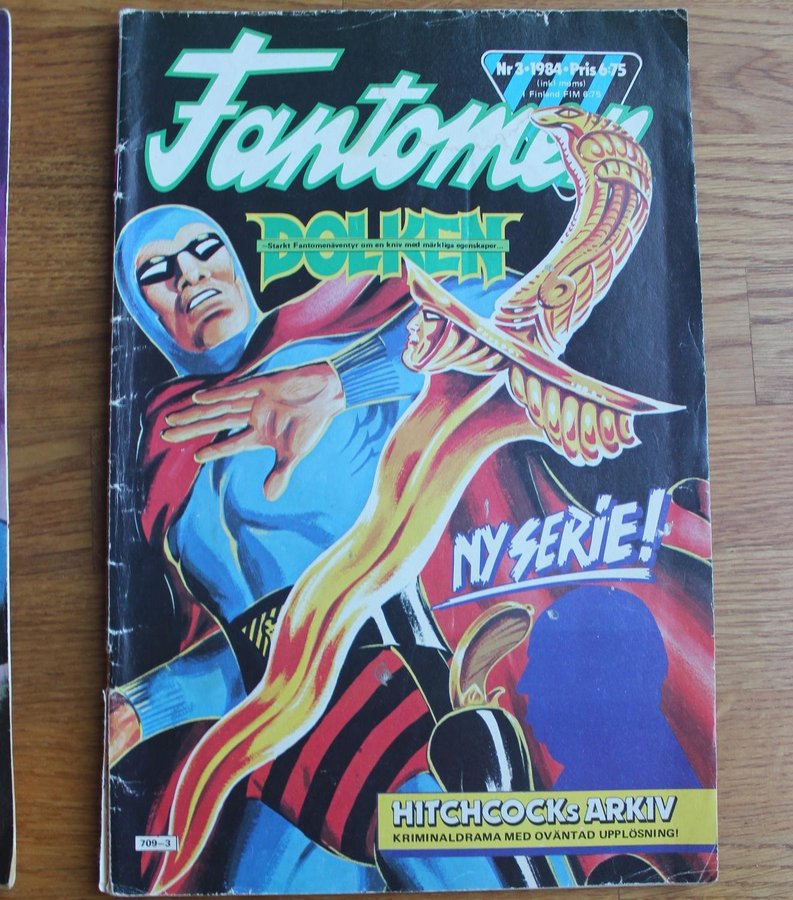 Fantomen
Nr 3 • 1984 • Pris 6:75
(inkl moms)
I Finland FIM 6:75
DOLKEN
–Starkt Fantomenäventyr om en kniv med märkliga egenskaper...
NY SERIE!
HITCHCOCKs ARKIV
KRIMINALDRAMA MED OVÄNTAD UPPLÖSNING!
709–3